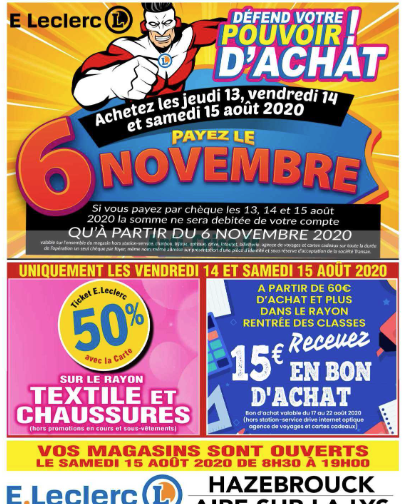 E Leclerc L
DÉFEND VOTRE
POUVOIR !
D'ACHAT
Achetez les jeudi 13, vendredi 14
et samedi 15 août 2020
PAYEZ LE
6 NOVEMBRE
Si vous payez par chèque les 13, 14 et 15 août
2020 la somme ne sera debitée de votre compte
QU'À PARTIR DU 6 NOVEMBRE 2020
UNIQUEMENT LES VENDREDI 14 ET SAMEDI 15 AOÛT 2020
Ticket E.Leclerc
50%
avec la Carte
SUR LE RAYON
TEXTILE ET
CHAUSSURES
(hors promotions en cours et sous-vêtements)
A PARTIR DE 60€
D'ACHAT ET PLUS
DANS LE RAYON
RENTRÉE DES CLASSES
Recevez
15€ EN BON
D'ACHAT
Bon d'achat valable du 17 au 22 août 2020
(hors station-service drive internet optique
agence de voyages et cartes cadeaux)
VOS MAGASINS SONT OUVERTS
LE SAMEDI 15 AOÛT 2020 DE 8H30 À 19H00
E.Leclerc L
HAZEBROUCK
AIRE-SUR-LA-LYS